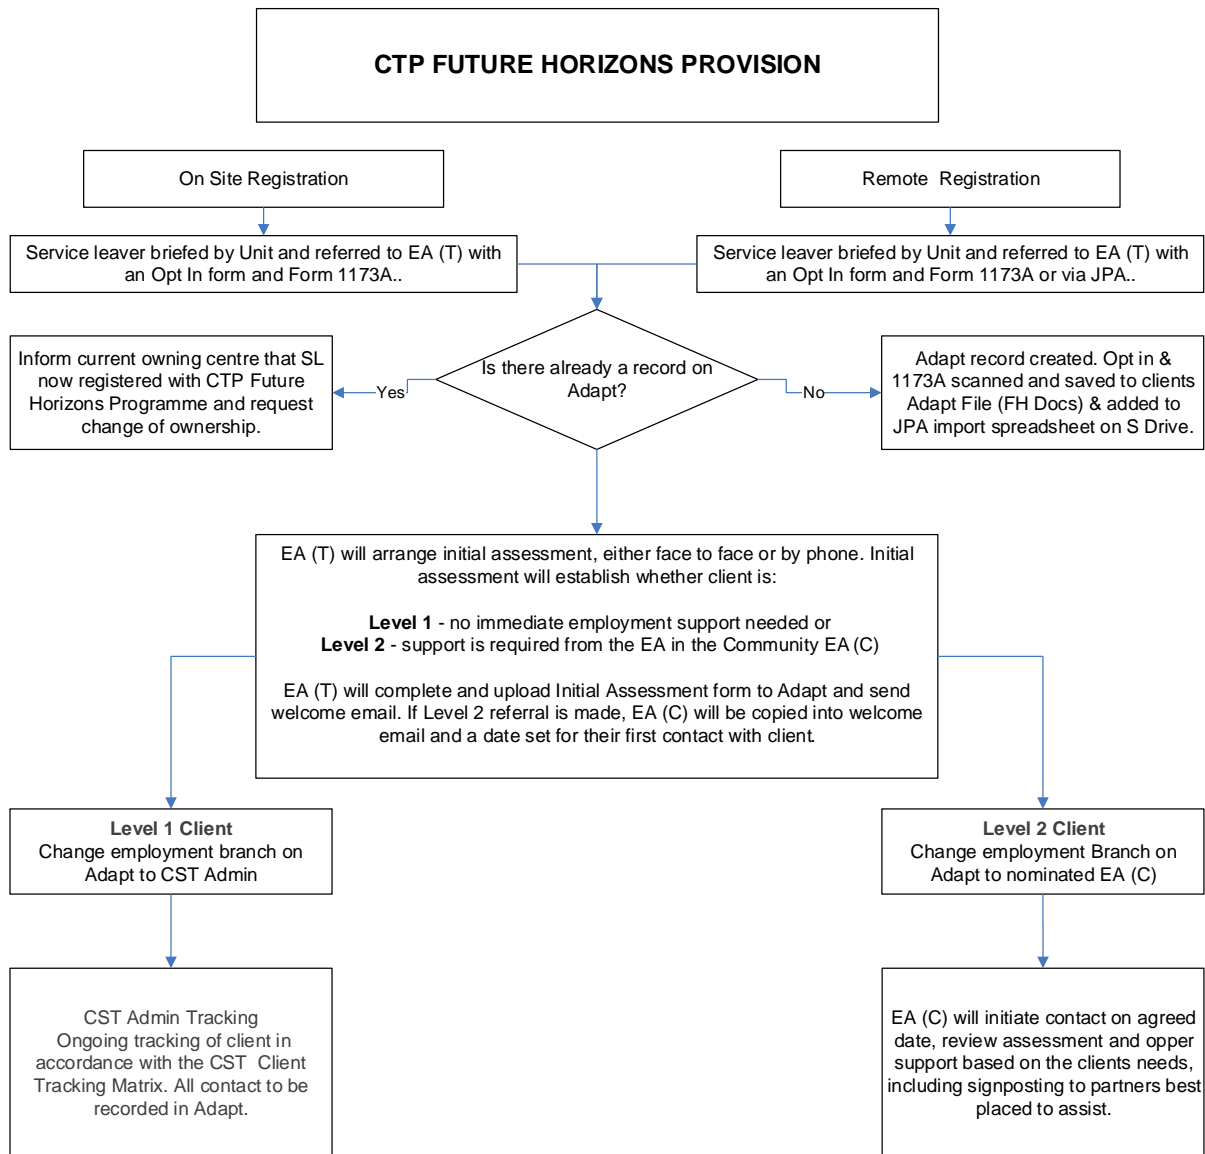 CTP FUTURE HORIZONS PROVISION
On Site Registration
Remote Registration
Service leaver briefed by Unit and referred to EA (T) with
an Opt In form and Form 1173A..
Service leaver briefed by Unit and referred to EA (T) with
an Opt In form and Form 1173A or via JPA..
Inform current owning centre that SL
now registered with CTP Future
Horizons Programme and request
change of ownership.
Yes
Is there already a record on
Adapt?
No
Adapt record created. Opt in &
1173A scanned and saved to clients
Adapt File (FH Docs) & added to
JPA import spreadsheet on S Drive.
EA (T) will arrange initial assessment, either face to face or by phone. Initial
assessment will establish whether client is:
Level 1 - no immediate employment support needed or
Level 2 - support is required from the EA in the Community EA (C)
EA (T) will complete and upload Initial Assessment form to Adapt and send
welcome email. If Level 2 referral is made, EA (C) will be copied into welcome
email and a date set for their first contact with client.
Level 1 Client
Change employment branch on
Adapt to CST Admin
Level 2 Client
Change employment Branch on
Adapt to nominated EA (C)
CST Admin Tracking
Ongoing tracking of client in
accordance with the CST Client
Tracking Matrix. All contact to be
recorded in Adapt.
EA (C) will initiate contact on agreed
date, review assessment and opper
support based on the clients needs,
including signposting to partners best
placed to assist.